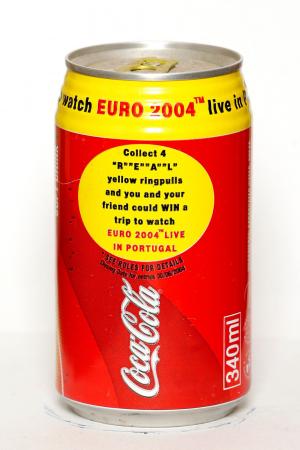 watch EURO 2004™ live in
Collect 4
"R"''E"''A''L"
yellow ringpulls
and you and your
friend could WIN a
trip to watch
EURO 2004™ LIVE
IN PORTUGAL
*SEE RULES FOR DETAILS
Coca-Cola
340ml